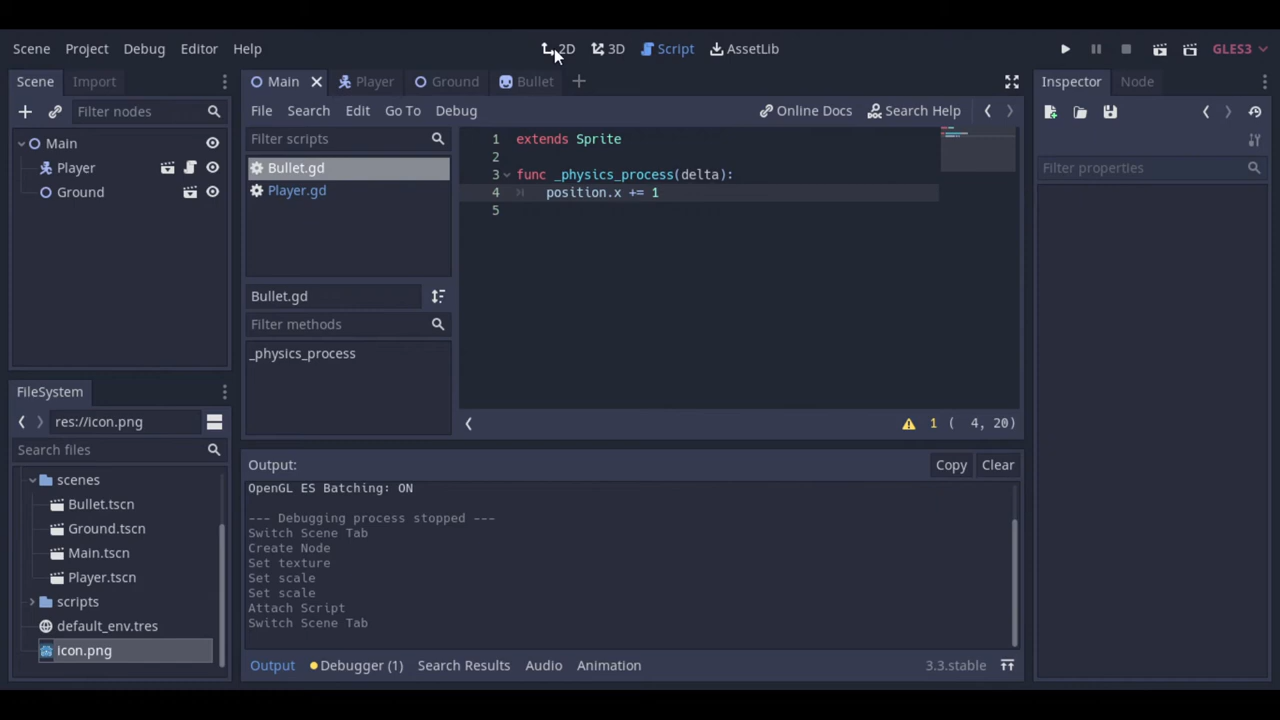 Scene Project Debug Editor Help 2D 3D Script AssetLib GLES3
Scene Import
Filter nodes
Main
Player
Ground
Main Player Ground Bullet
File Search Edit Go To Debug Online Docs Search Help
Filter scripts
Bullet.gd
Player.gd
Bullet.gd
Filter methods
_physics_process
1 extends Sprite
2
3 func _physics_process(delta):
4 position.x += 1
5
1 ( 4, 20)
Output: Copy Clear
OpenGL ES Batching: ON
--- Debugging process stopped ---
Switch Scene Tab
Create Node
Set texture
Set scale
Set scale
Attach Script
Switch Scene Tab
Output Debugger (1) Search Results Audio Animation 3.3.stable
FileSystem
res://icon.png
Search files
scenes
Bullet.tscn
Ground.tscn
Main.tscn
Player.tscn
scripts
default_env.tres
icon.png
Inspector Node
Filter properties